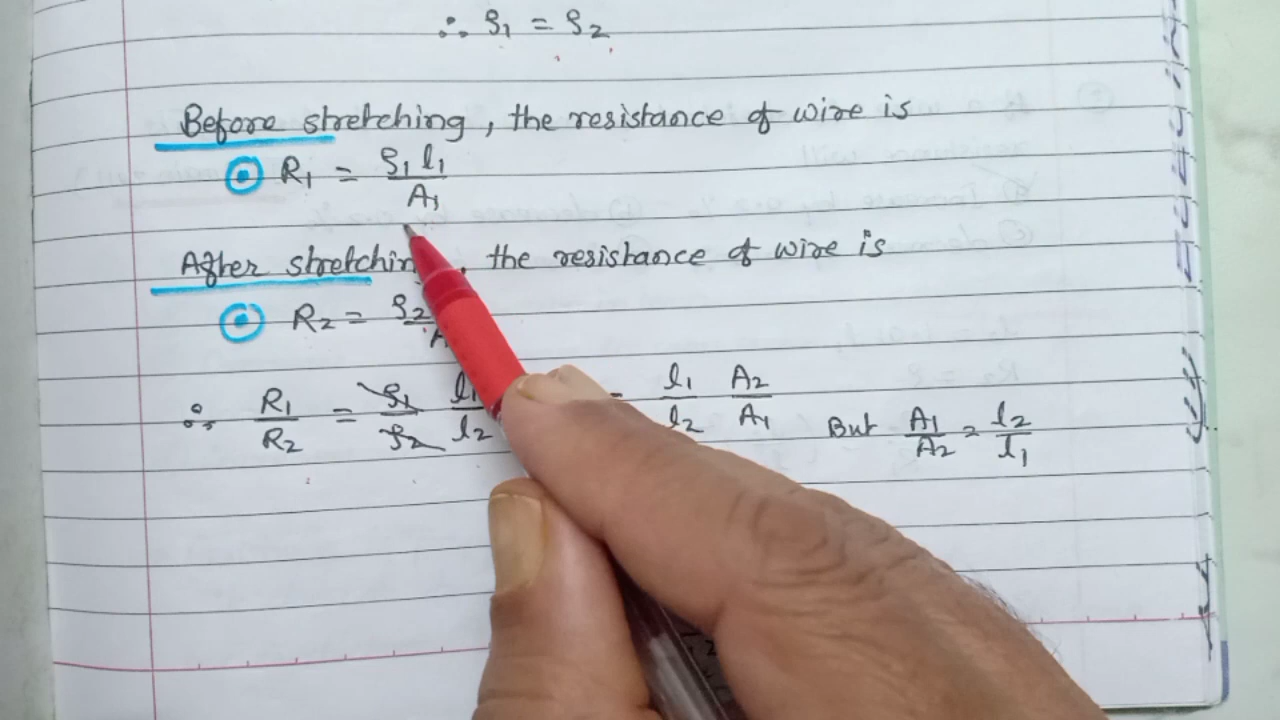 ∴ ρ₁ = ρ₂
Before stretching, the resistance of wire is
R₁ = ρ₁ l₁ / A₁
After stretchin , the resistance of wire is
R₂ = ρ₂
∴ R₁/R₂ = ρ₁/ρ₂ l₁/l₂ = l₁/l₂ A₂/A₁ But A₁/A₂ = l₂/l₁